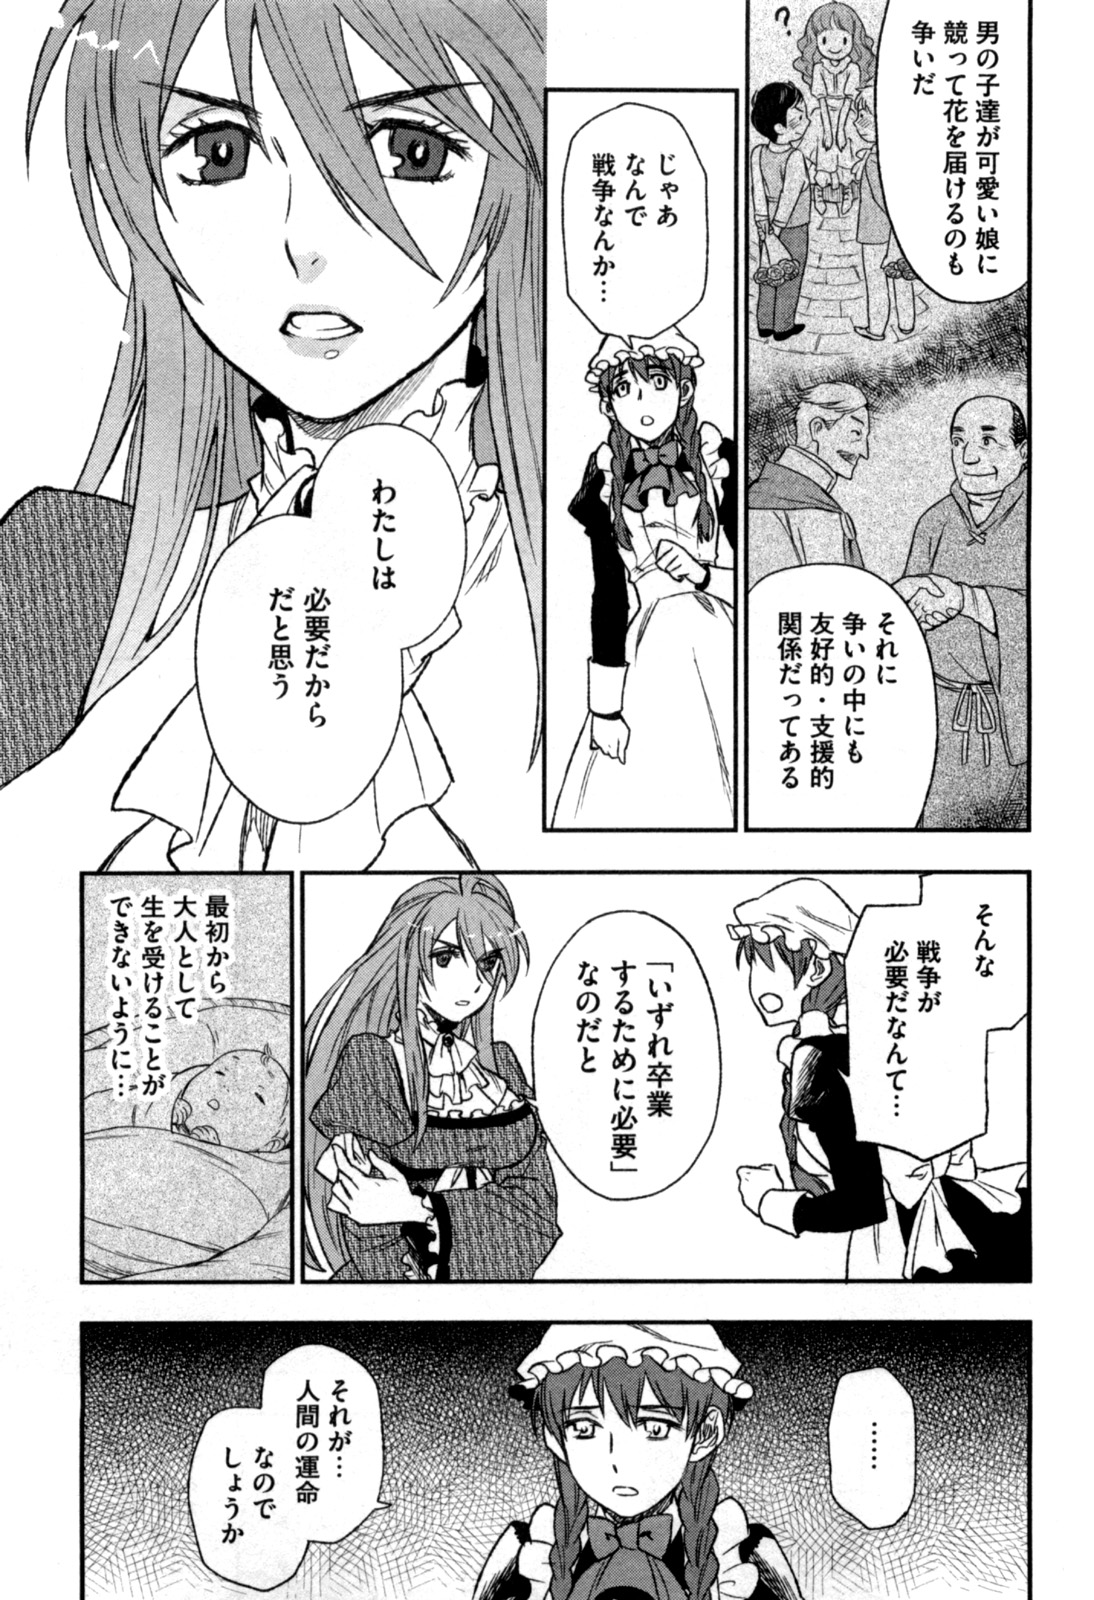 男の子達が可愛い娘に
競って花を届けるのも
争いだ
?
それに
争いの中にも
友好的・支援的
関係だってある
じゃあ
なんで
戦争なんか…
わたしは
必要だから
だと思う
そんな
戦争が
必要だなんて…
「いずれ卒業
するために必要」
なのだと
最初から
大人として
生を受けることが
できないように…
……
それが…
人間の運命
なので
しょうか